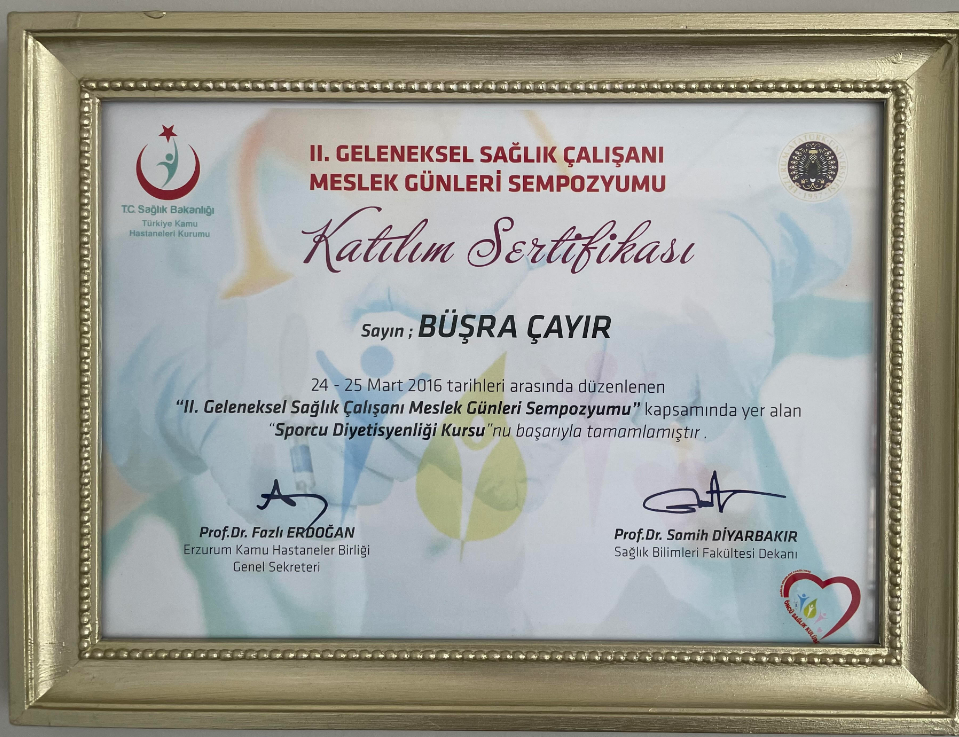 T.C. Sağlık Bakanlığı
Türkiye Kamu
Hastaneleri Kurumu
II. GELENEKSEL SAĞLIK ÇALIŞANI
MESLEK GÜNLERİ SEMPOZYUMU
Katılım Sertifikası
Sayın ; BÜŞRA ÇAYIR
24 - 25 Mart 2016 tarihleri arasında düzenlenen
“II. Geleneksel Sağlık Çalışanı Meslek Günleri Sempozyumu” kapsamında yer alan
“Sporcu Diyetisyenliği Kursu”nu başarıyla tamamlamıştır .
Prof.Dr. Fazlı ERDOĞAN
Erzurum Kamu Hastaneler Birliği
Genel Sekreteri
Prof.Dr. Samih DİYARBAKIR
Sağlık Bilimleri Fakültesi Dekanı